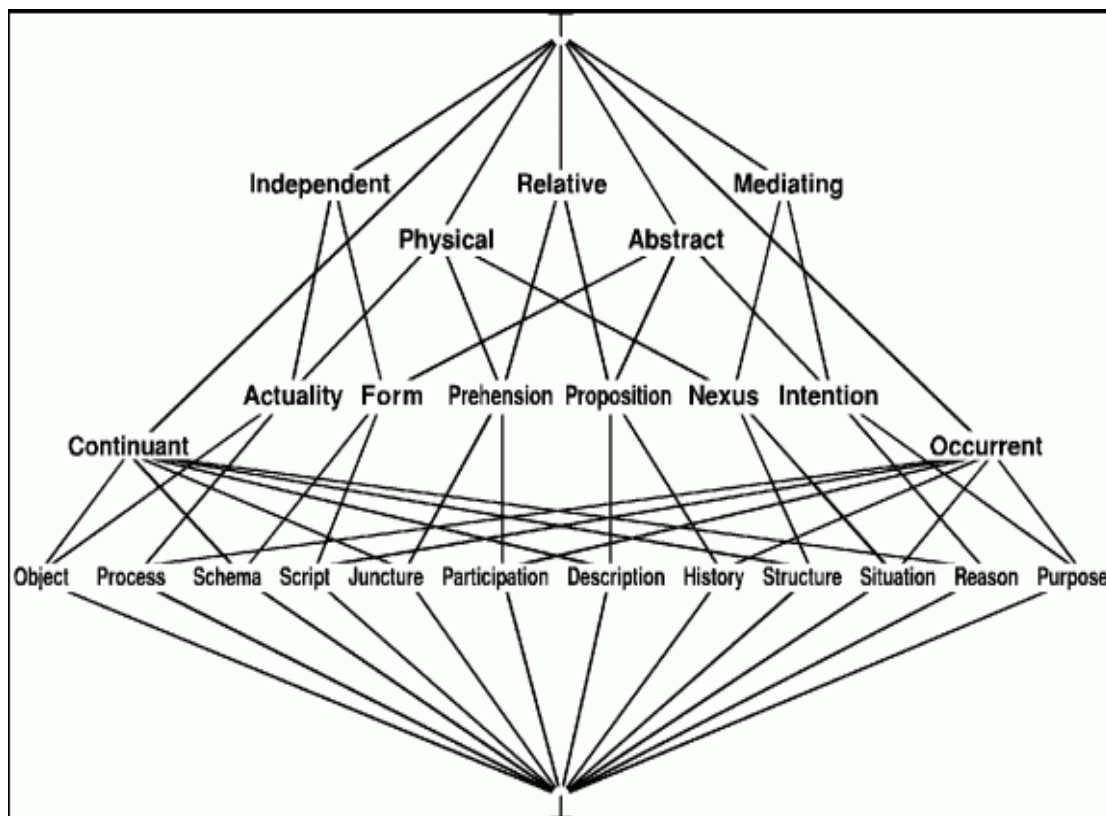 Independent Relative Mediating
Physical Abstract
Actuality Form Prehension Proposition Nexus Intention
Continuant Occurrent
Object Process Schema Script Juncture Participation Description History Structure Situation Reason Purpose